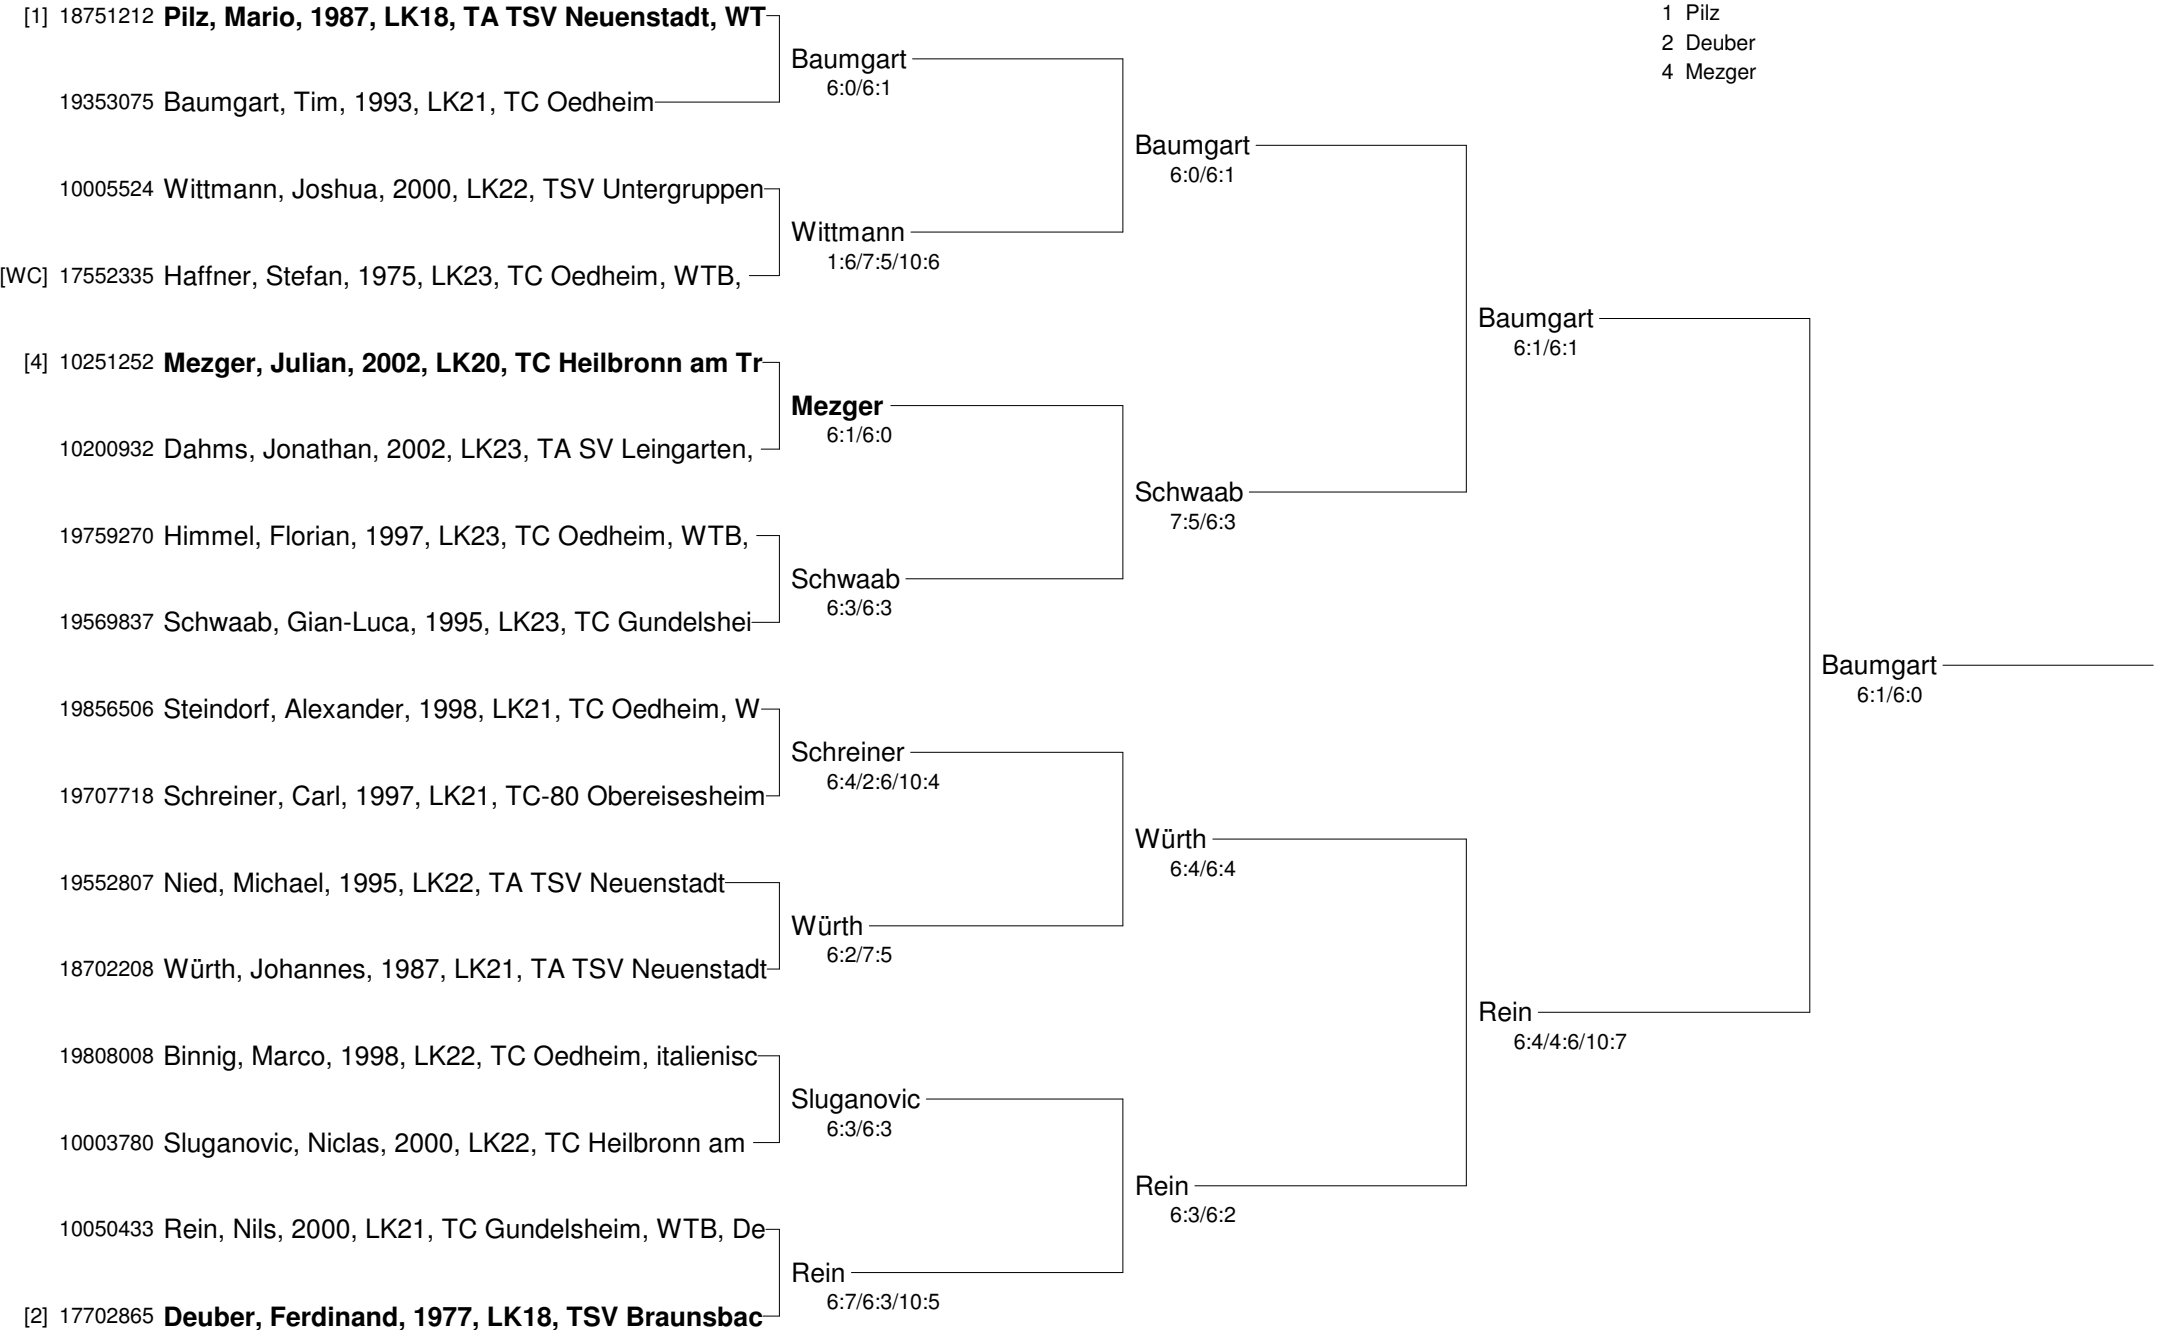 [1] 18751212 Pilz, Mario, 1987, LK18, TA TSV Neuenstadt, WT
19353075 Baumgart, Tim, 1993, LK21, TC Oedheim
10005524 Wittmann, Joshua, 2000, LK22, TSV Untergruppen
[WC] 17552335 Haffner, Stefan, 1975, LK23, TC Oedheim, WTB,
[4] 10251252 Mezger, Julian, 2002, LK20, TC Heilbronn am Tr
10200932 Dahms, Jonathan, 2002, LK23, TA SV Leingarten,
19759270 Himmel, Florian, 1997, LK23, TC Oedheim, WTB,
19569837 Schwaab, Gian-Luca, 1995, LK23, TC Gundelshei
19856506 Steindorf, Alexander, 1998, LK21, TC Oedheim, W
19707718 Schreiner, Carl, 1997, LK21, TC-80 Obereisesheim
19552807 Nied, Michael, 1995, LK22, TA TSV Neuenstadt
18702208 Würth, Johannes, 1987, LK21, TA TSV Neuenstadt
19808008 Binnig, Marco, 1998, LK22, TC Oedheim, italienisc
10003780 Sluganovic, Niclas, 2000, LK22, TC Heilbronn am
10050433 Rein, Nils, 2000, LK21, TC Gundelsheim, WTB, De
[2] 17702865 Deuber, Ferdinand, 1977, LK18, TSV Braunsbac
Baumgart
6:0/6:1
Wittmann
1:6/7:5/10:6
Mezger
6:1/6:0
Schwaab
6:3/6:3
Schreiner
6:4/2:6/10:4
Würth
6:2/7:5
Sluganovic
6:3/6:3
Rein
6:7/6:3/10:5
Baumgart
6:0/6:1
Schwaab
7:5/6:3
Würth
6:4/6:4
Rein
6:3/6:2
Baumgart
6:1/6:1
Rein
6:4/4:6/10:7
Baumgart
6:1/6:0
1 Pilz
2 Deuber
4 Mezger